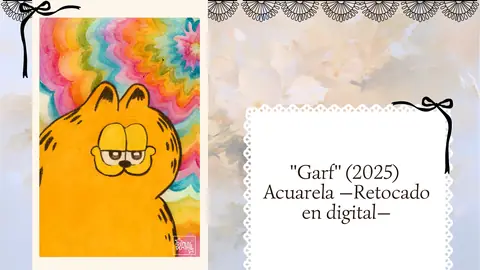 "Garf" (2025)
Acuarela —Retocado
en digital—